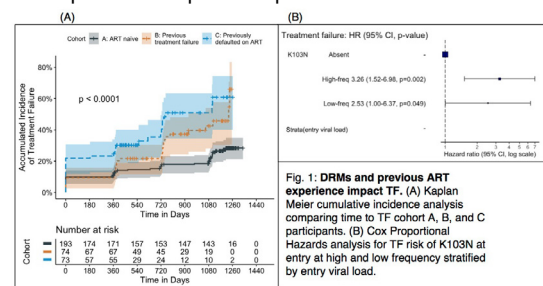 (A)
(B)
Cohort
A: ART naive
B: Previous treatment failure
C: Previously defaulted on ART
Accumulated Incidence of Treatment Failure
80%
60%
40%
20%
0%
p < 0.0001
0 180 360 540 720 900 1080 1260 1440
Time in Days
Number at risk
Cohort
193 174 171 157 153 147 143 16 0
74 67 67 49 45 29 19 0 0
73 57 55 29 24 12 10 2 0
0 180 360 540 720 900 1080 1260 1440
Time in Days
Treatment failure: HR (95% CI, p-value)
K103N Absent -
High-freq 3.26 (1.52-6.98, p=0.002)
Low-freq 2.53 (1.00-6.37, p=0.049)
Strata(entry viral load) -
2 3 4 5 6 7
Hazard ratio (95% CI, log scale)
Fig. 1: DRMs and previous ART
experience impact TF. (A) Kaplan
Meier cumulative incidence analysis
comparing time to TF cohort A, B, and C
participants. (B) Cox Proportional
Hazards analysis for TF risk of K103N at
entry at high and low frequency stratified
by entry viral load.